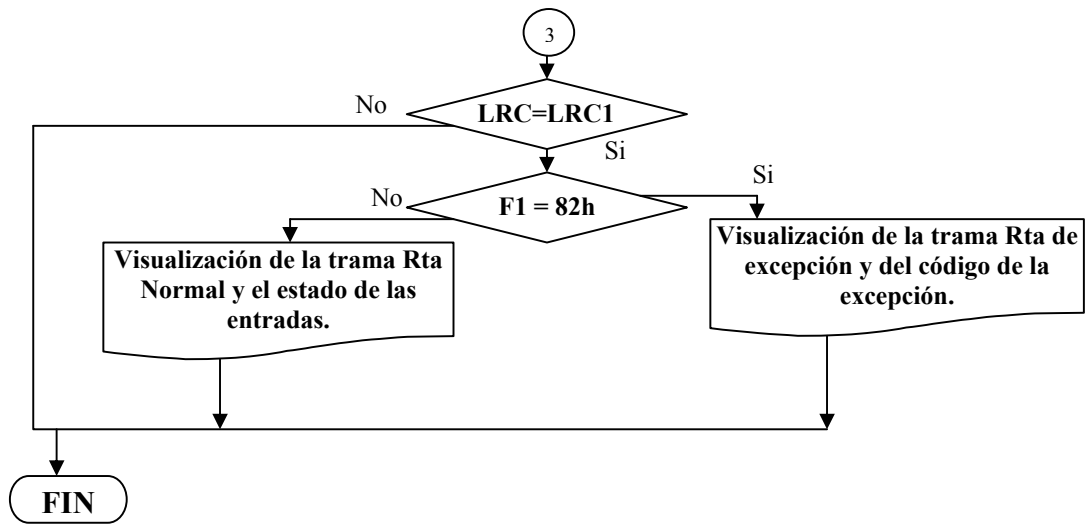 3
No
LRC=LRC1
Si
No
F1 = 82h
Si
Visualización de la trama Rta
Normal y el estado de las
entradas.
Visualización de la trama Rta de
excepción y del código de la
excepción.
FIN